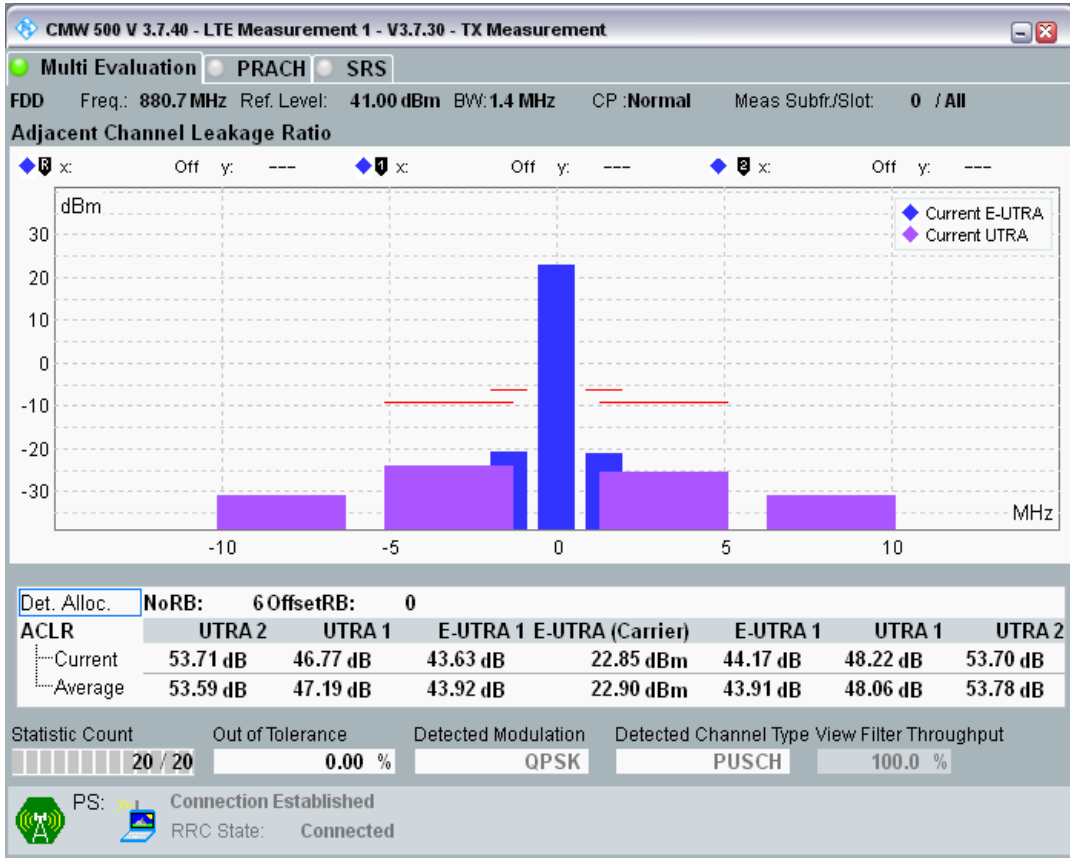 CMW 500 V 3.7.40 - LTE Measurement 1 - V3.7.30 - TX Measurement
Multi Evaluation PRACH SRS
FDD Freq.: 880.7 MHz Ref. Level: 41.00 dBm BW: 1.4 MHz CP :Normal Meas Subfr./Slot: 0 / All
Adjacent Channel Leakage Ratio
R x: Off y: --- 1 x: Off y: --- 2 x: Off y: ---
dBm
Current E-UTRA
Current UTRA
30
20
10
0
-10
-20
-30
MHz
-10 -5 0 5 10
Det. Alloc. NoRB: 6 OffsetRB: 0
ACLR UTRA 2 UTRA 1 E-UTRA 1 E-UTRA (Carrier) E-UTRA 1 UTRA 1 UTRA 2
Current 53.71 dB 46.77 dB 43.63 dB 22.85 dBm 44.17 dB 48.22 dB 53.70 dB
Average 53.59 dB 47.19 dB 43.92 dB 22.90 dBm 43.91 dB 48.06 dB 53.78 dB
Statistic Count Out of Tolerance Detected Modulation Detected Channel Type View Filter Throughput
20 / 20 0.00 % QPSK PUSCH 100.0 %
PS: Connection Established
RRC State: Connected